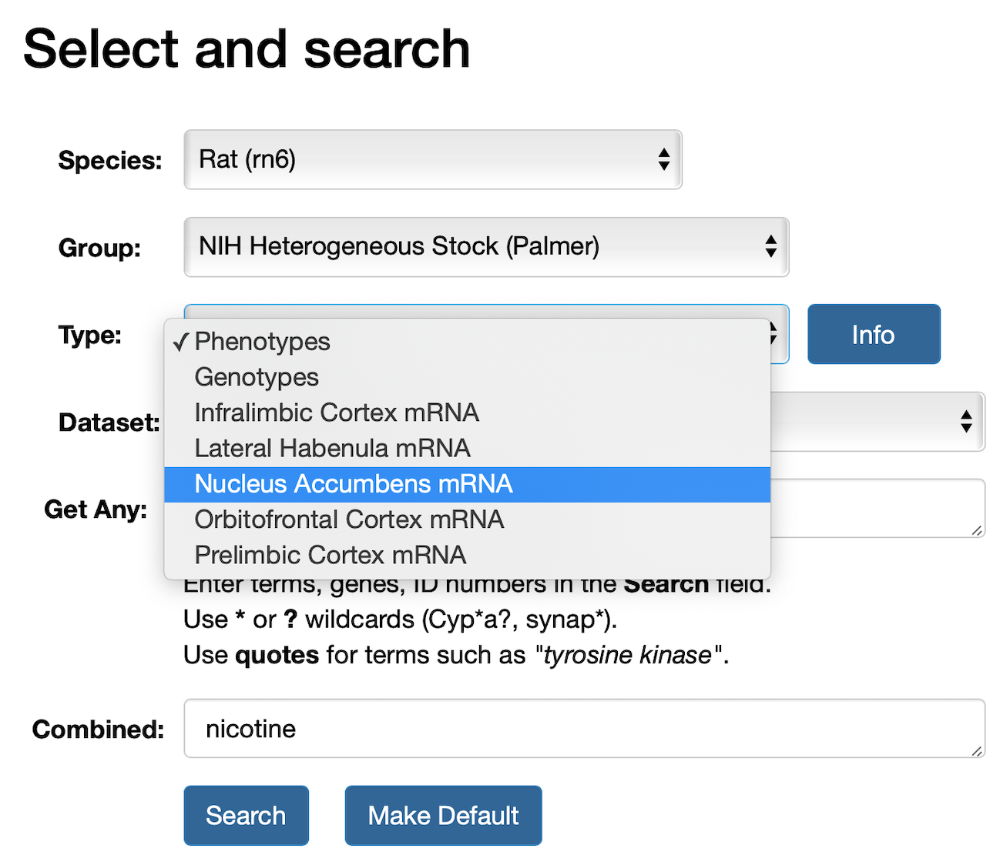 Select and search
Species: Rat (rn6)
Group: NIH Heterogeneous Stock (Palmer)
Type: Info
✓ Phenotypes
Genotypes
Infralimbic Cortex mRNA
Lateral Habenula mRNA
Nucleus Accumbens mRNA
Orbitofrontal Cortex mRNA
Prelimbic Cortex mRNA
Dataset:
Get Any:
Enter terms, genes, ID numbers in the Search field.
Use * or ? wildcards (Cyp*a?, synap*).
Use quotes for terms such as "tyrosine kinase".
Combined: nicotine
Search Make Default